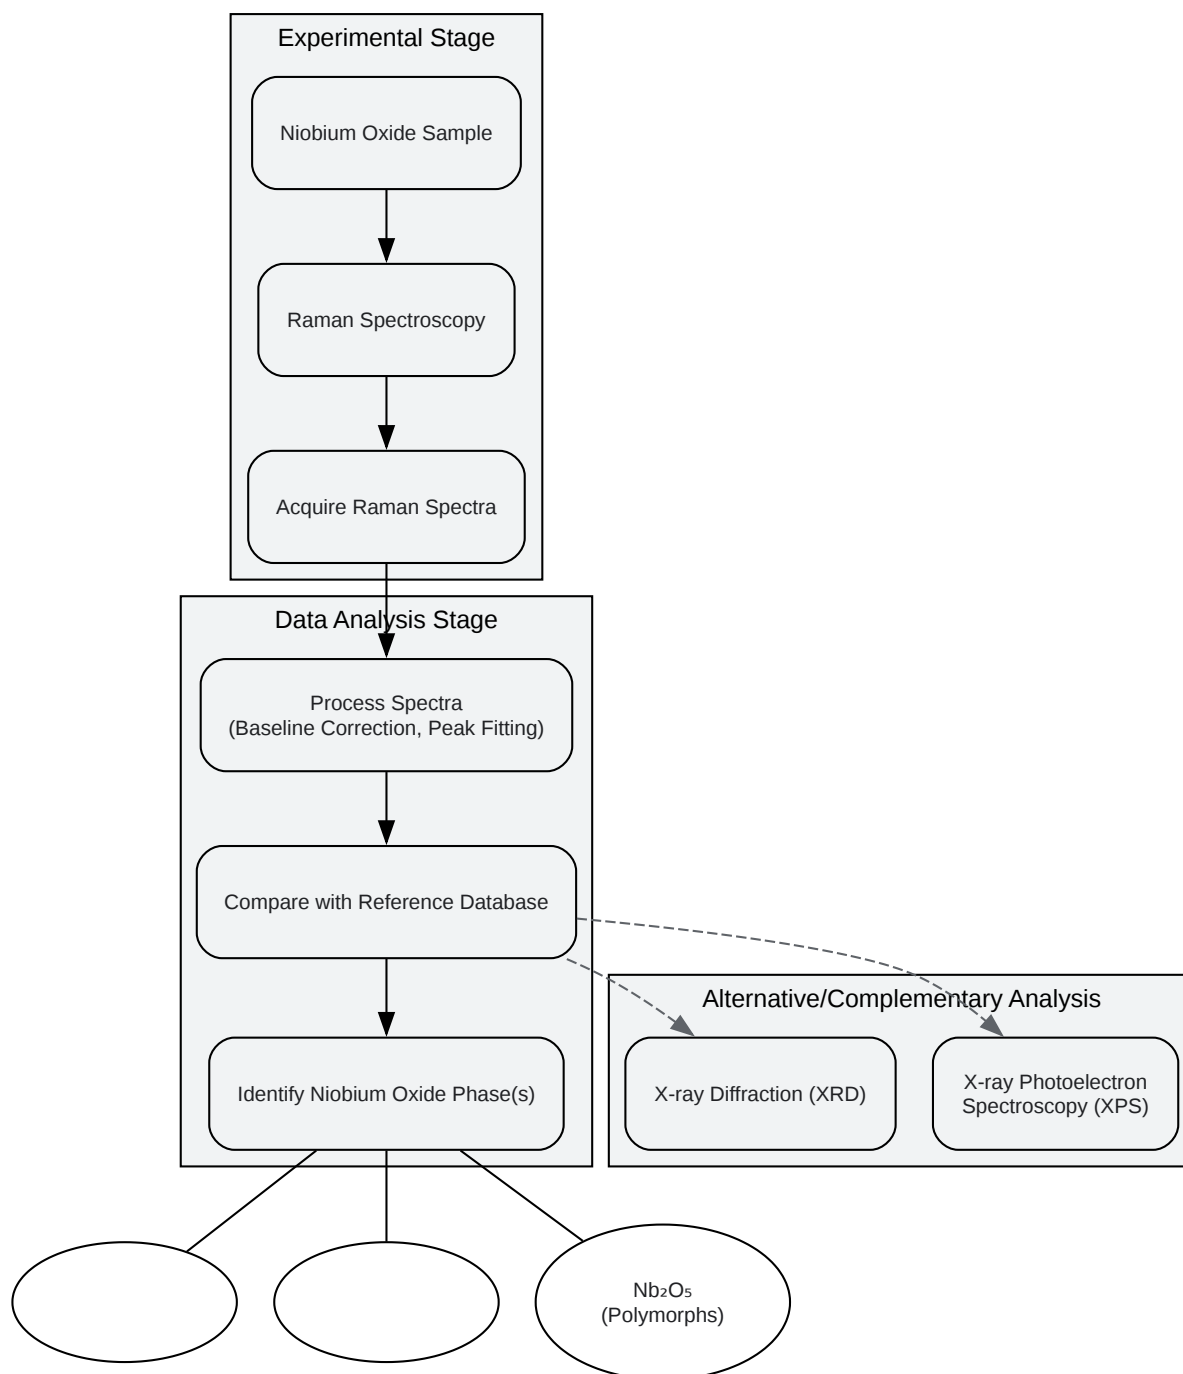 Experimental Stage
Niobium Oxide Sample
Raman Spectroscopy
Acquire Raman Spectra
Data Analysis Stage
Process Spectra
(Baseline Correction, Peak Fitting)
Compare with Reference Database
Identify Niobium Oxide Phase(s)
Alternative/Complementary Analysis
X-ray Diffraction (XRD)
X-ray Photoelectron
Spectroscopy (XPS)
Nb₂O₅
(Polymorphs)